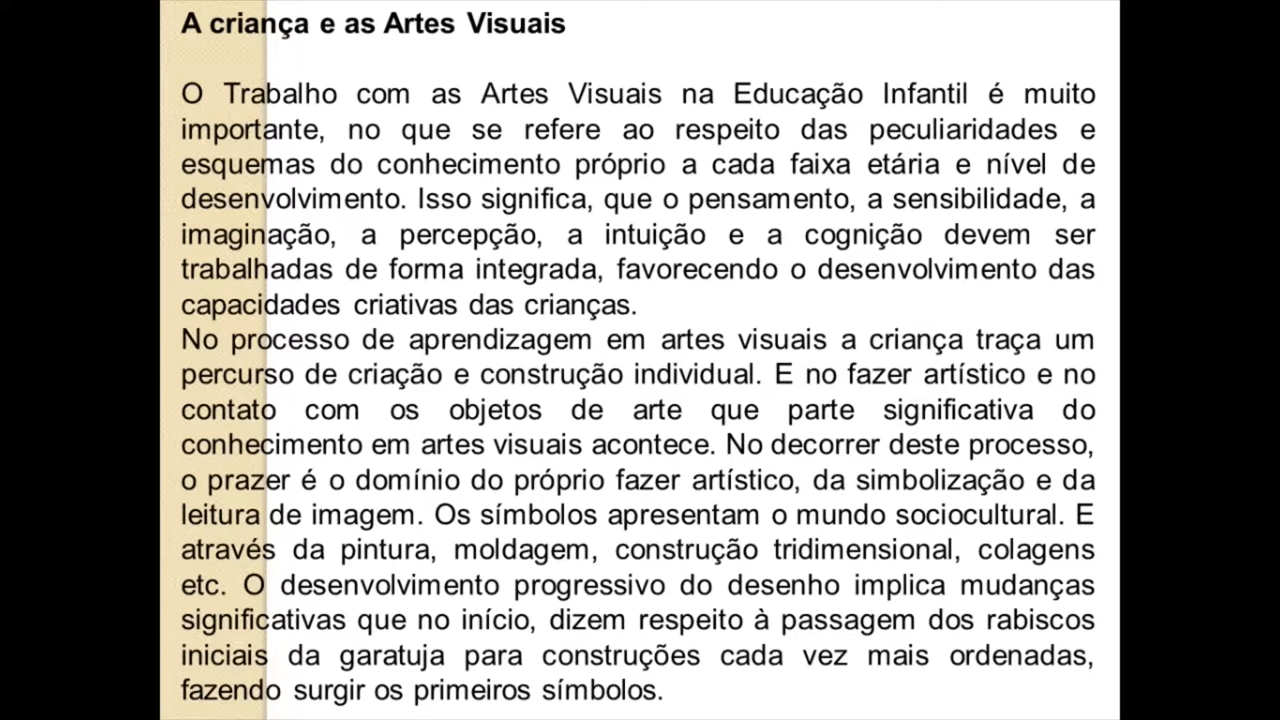 A criança e as Artes Visuais
O Trabalho com as Artes Visuais na Educação Infantil é muito
importante, no que se refere ao respeito das peculiaridades e
esquemas do conhecimento próprio a cada faixa etária e nível de
desenvolvimento. Isso significa, que o pensamento, a sensibilidade, a
imaginação, a percepção, a intuição e a cognição devem ser
trabalhadas de forma integrada, favorecendo o desenvolvimento das
capacidades criativas das crianças.
No processo de aprendizagem em artes visuais a criança traça um
percurso de criação e construção individual. E no fazer artístico e no
contato com os objetos de arte que parte significativa do
conhecimento em artes visuais acontece. No decorrer deste processo,
o prazer é o domínio do próprio fazer artístico, da simbolização e da
leitura de imagem. Os símbolos apresentam o mundo sociocultural. E
através da pintura, moldagem, construção tridimensional, colagens
etc. O desenvolvimento progressivo do desenho implica mudanças
significativas que no início, dizem respeito à passagem dos rabiscos
iniciais da garatuja para construções cada vez mais ordenadas,
fazendo surgir os primeiros símbolos.